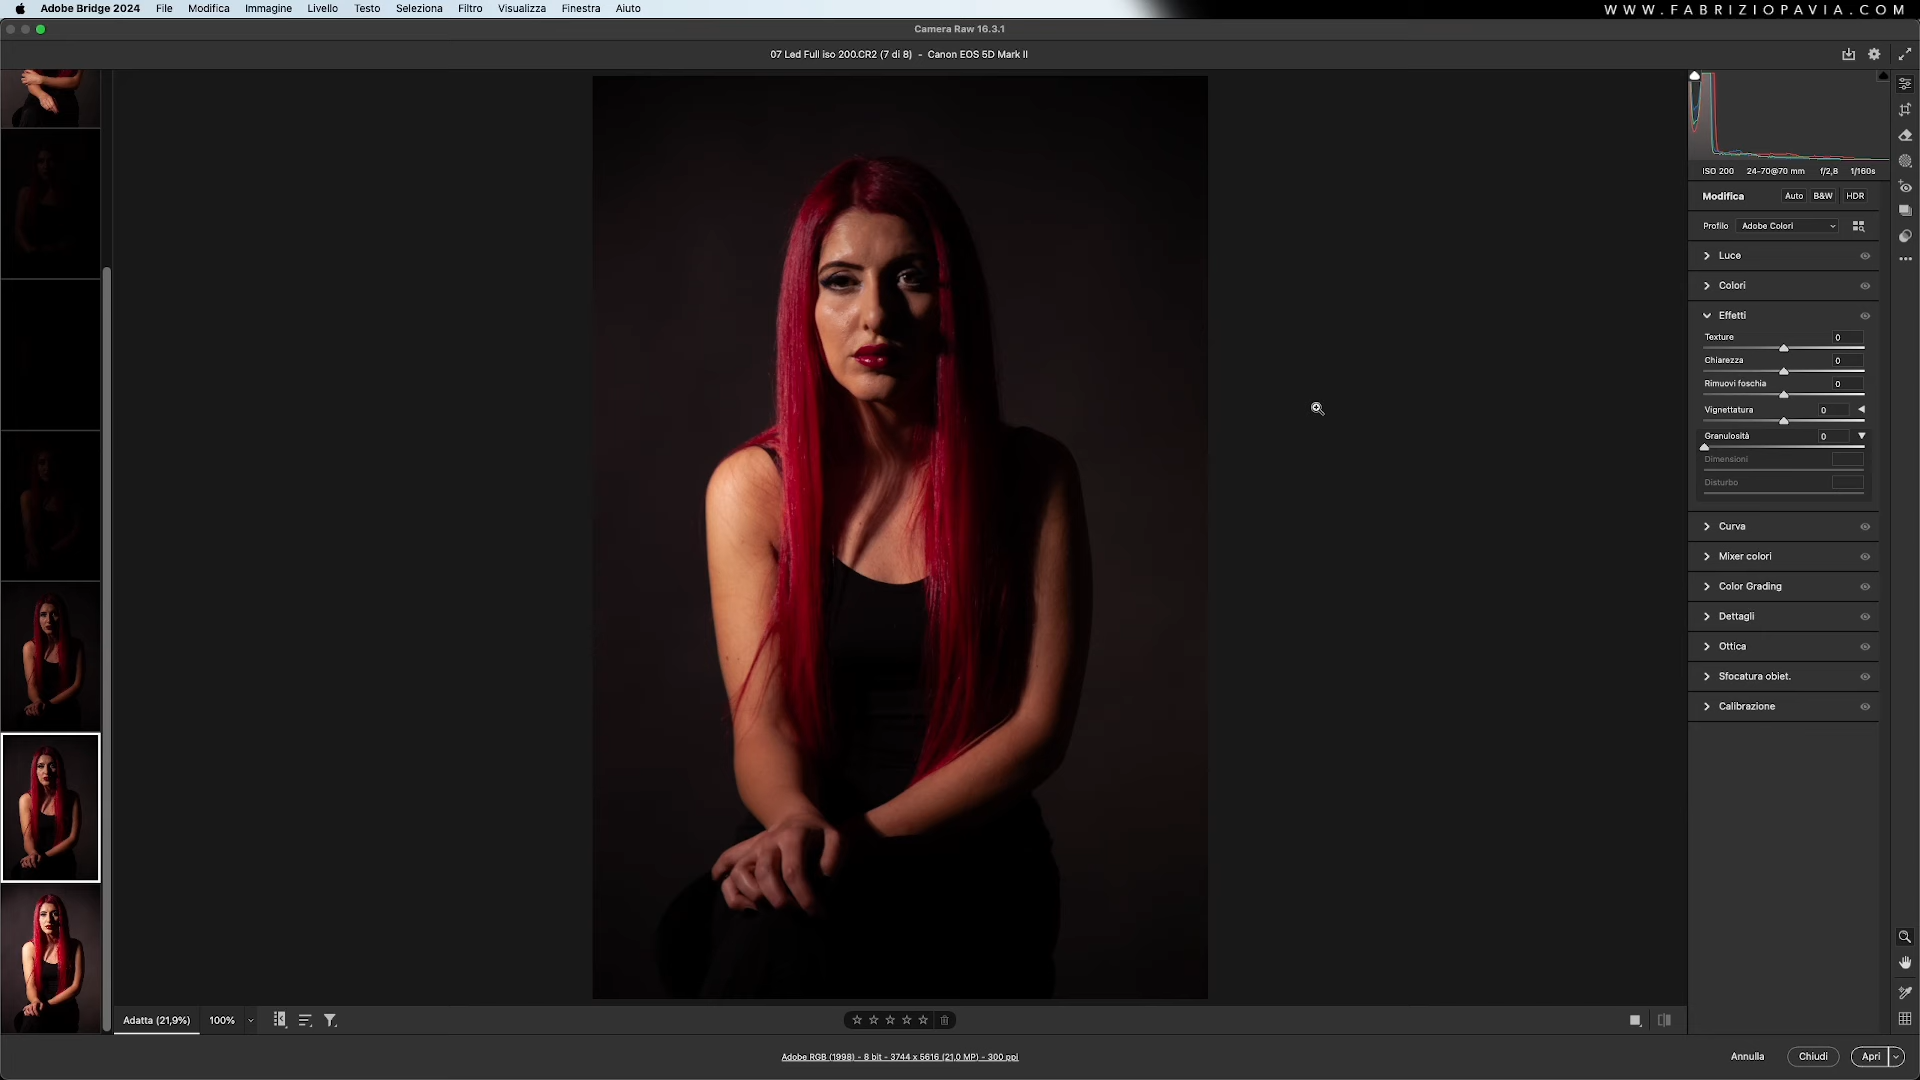 Adobe Bridge 2024 File Modifica Immagine Livello Testo Seleziona Filtro Visualizza Finestra Aiuto
WWW.FABRIZIOPAVIA.COM
Camera Raw 16.3.1
07 Led Full iso 200.CR2 (7 di 8) - Canon EOS 5D Mark II
ISO 200 24-70@70 mm f/2,8 1/160s
Modifica Auto B&W HDR
Profilo Adobe Colori
Luce
Colori
Effetti
Texture 0
Chiarezza 0
Rimuovi foschia 0
Vignettatura 0
Granulosità 0
Dimensioni
Disturbo
Curva
Mixer colori
Color Grading
Dettagli
Ottica
Sfocatura obiet.
Calibrazione
Adatta (21,9%) 100%
Adobe RGB (1998) - 8 bit - 3744 x 5616 (21,0 MP) - 300 ppi
Annulla Chiudi Apri